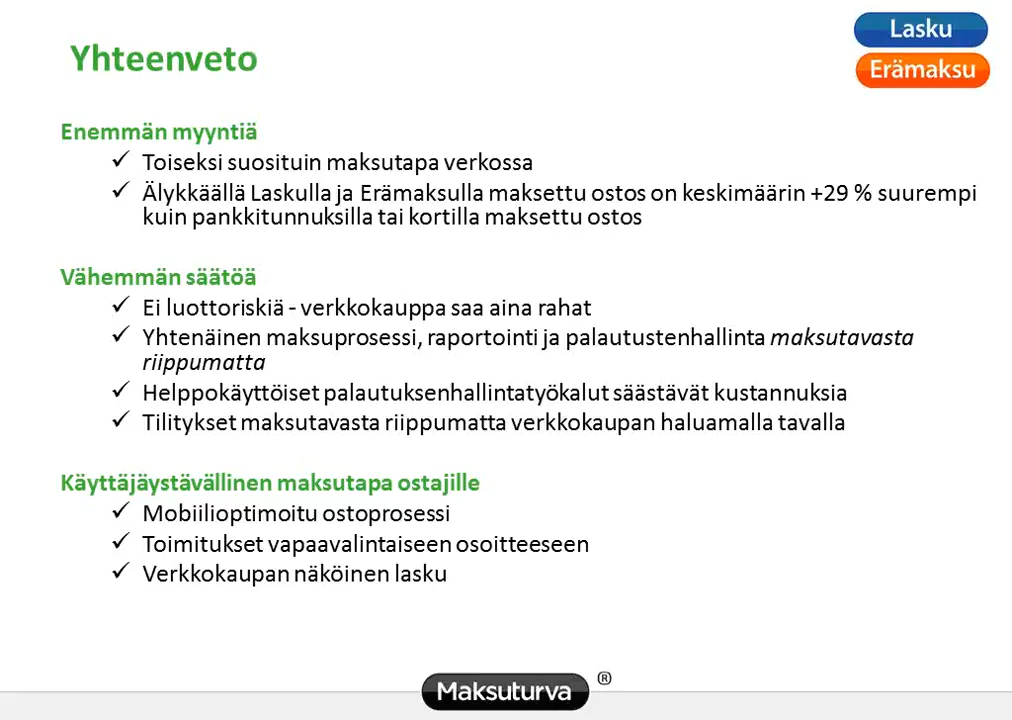 Lasku
Erämaksu
Yhteenveto
Enemmän myyntiä
✓ Toiseksi suosituin maksutapa verkossa
✓ Älykkäällä Laskulla ja Erämaksulla maksettu ostos on keskimäärin +29 % suurempi
kuin pankkitunnuksilla tai kortilla maksettu ostos
Vähemmän säätöä
✓ Ei luottoriskiä - verkkokauppa saa aina rahat
✓ Yhtenäinen maksuprosessi, raportointi ja palautustenhallinta maksutavasta
riippumatta
✓ Helppokäyttöiset palautuksenhallintatyökalut säästävät kustannuksia
✓ Tilitykset maksutavasta riippumatta verkkokaupan haluamalla tavalla
Käyttäjäystävällinen maksutapa ostajille
✓ Mobiilioptimoitu ostoprosessi
✓ Toimitukset vapaavalintaiseen osoitteeseen
✓ Verkkokaupan näköinen lasku
Maksuturva ®